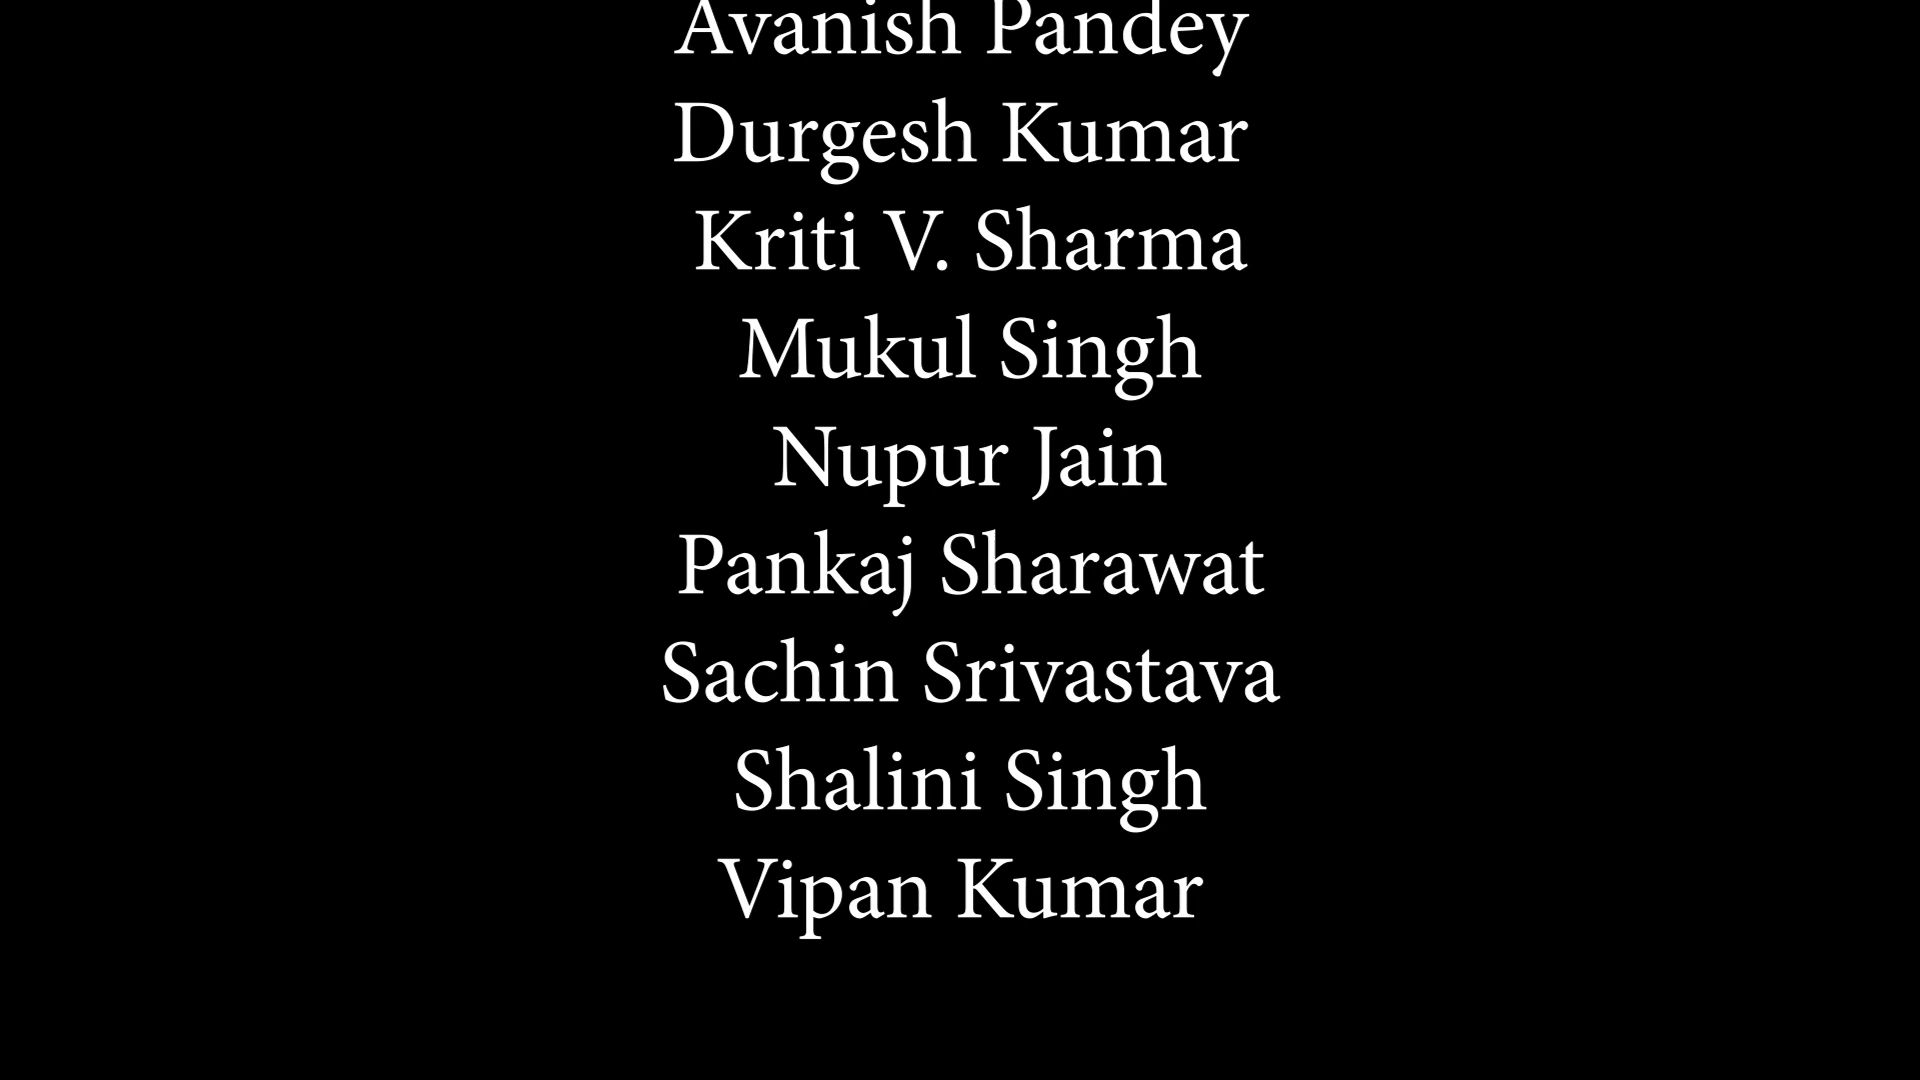 Avanish Pandey
Durgesh Kumar
Kriti V. Sharma
Mukul Singh
Nupur Jain
Pankaj Sharawat
Sachin Srivastava
Shalini Singh
Vipan Kumar